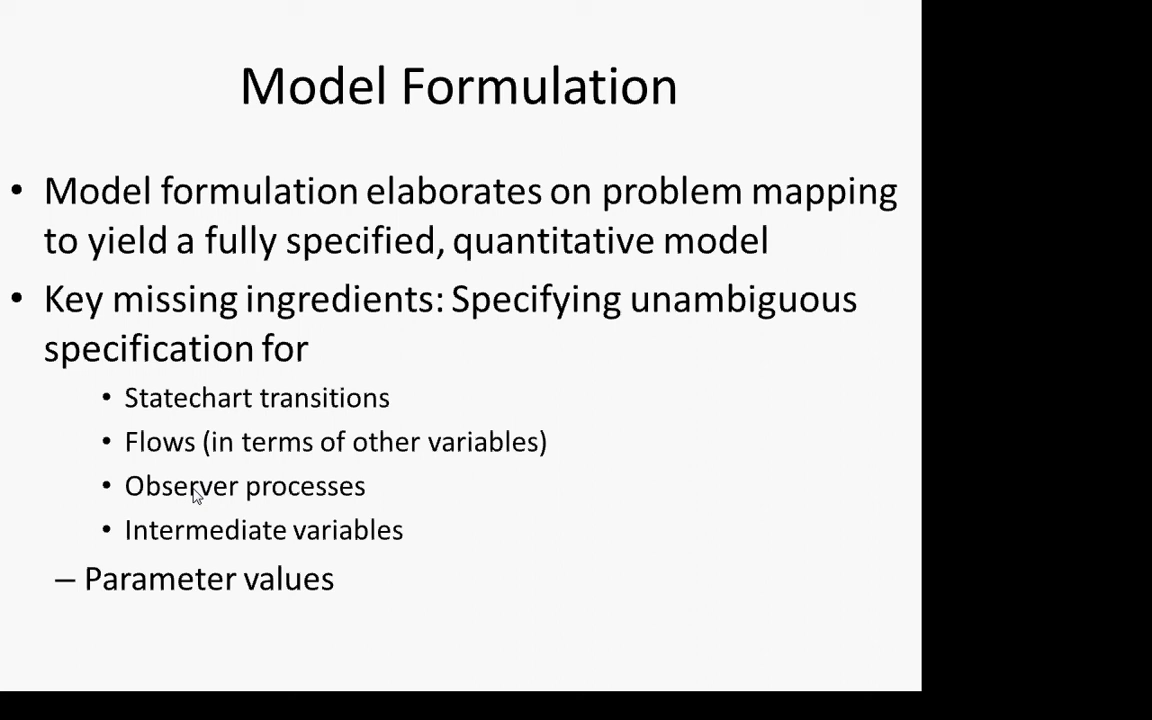 Model Formulation
• Model formulation elaborates on problem mapping
to yield a fully specified, quantitative model
• Key missing ingredients: Specifying unambiguous
specification for
• Statechart transitions
• Flows (in terms of other variables)
• Observer processes
• Intermediate variables
– Parameter values